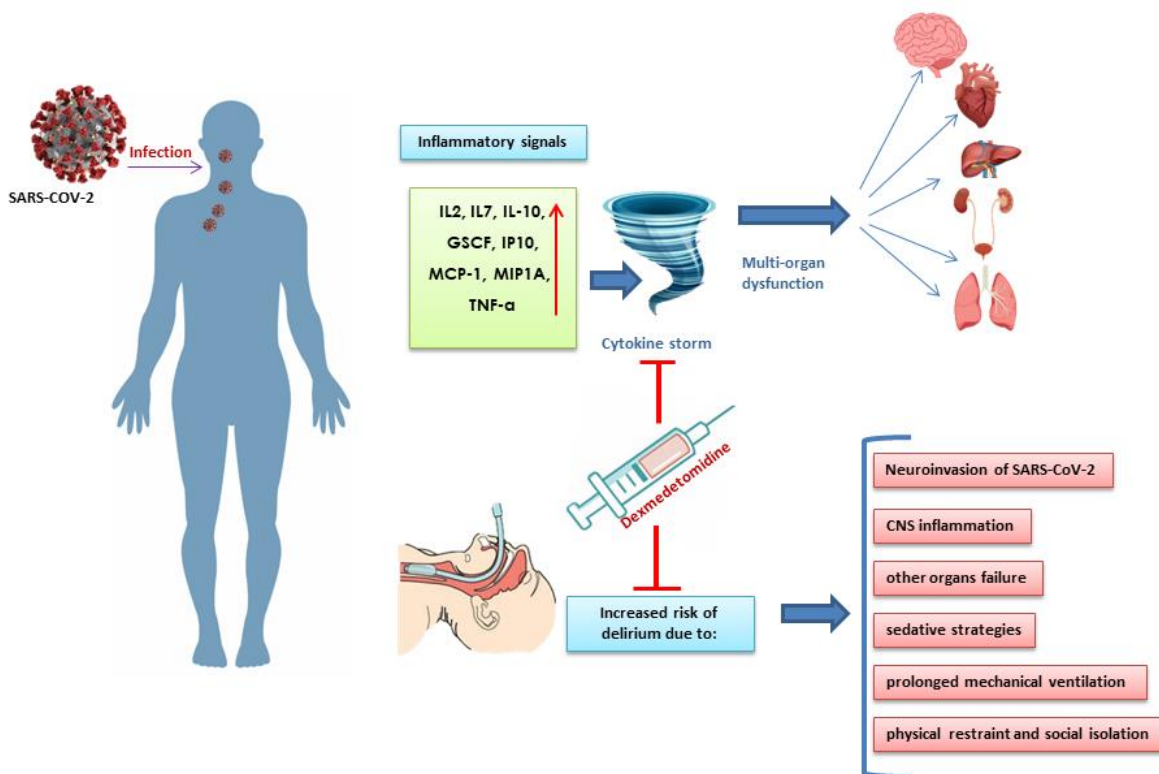 Infection
SARS-COV-2
Inflammatory signals
IL2, IL7, IL-10,
GSCF, IP10,
MCP-1, MIP1A,
TNF-α
Cytokine storm
Multi-organ
dysfunction
Dexmedetomidine
Increased risk of
delirium due to:
Neuroinvasion of SARS-CoV-2
CNS inflammation
other organs failure
sedative strategies
prolonged mechanical ventilation
physical restraint and social isolation